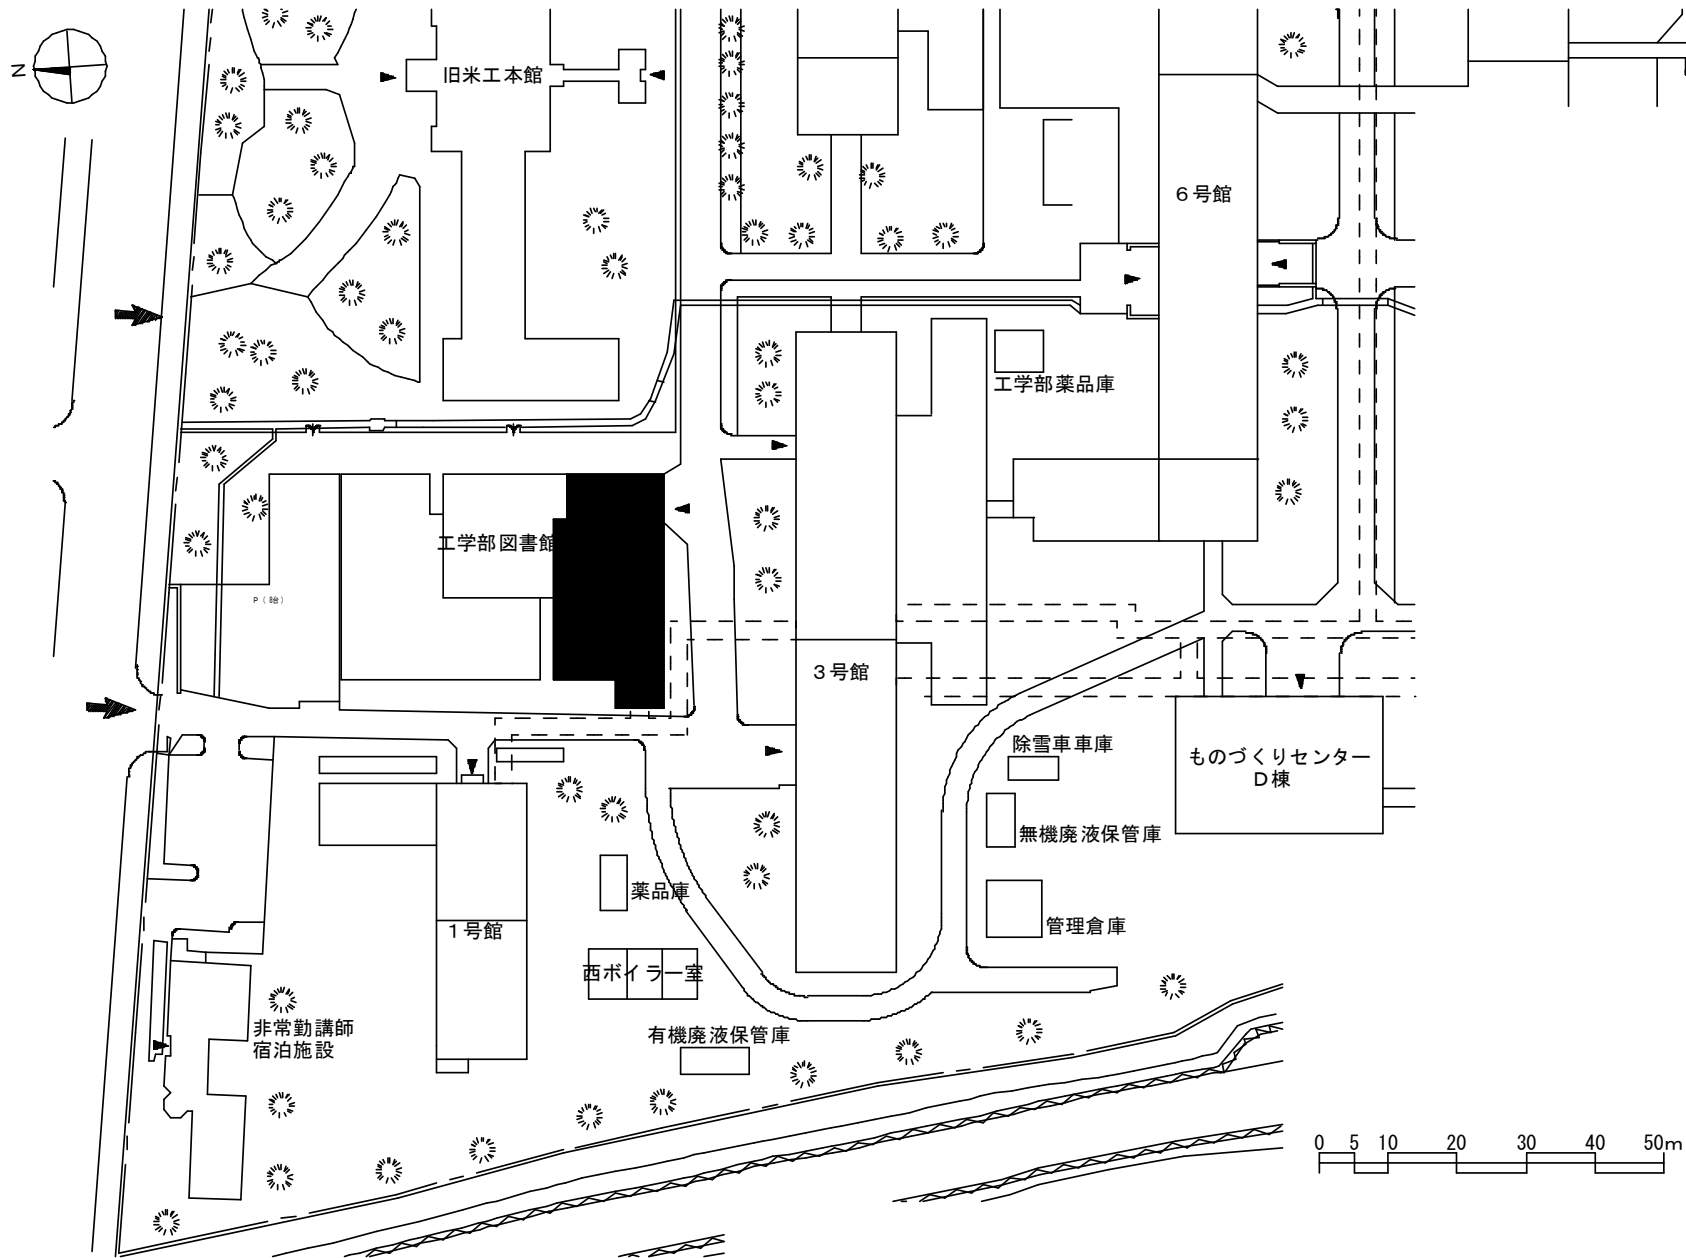 N
旧米工本館
6号館
工学部薬品庫
工学部図書館
P(8台)
3号館
除雪車車庫
ものづくりセンター
D棟
無機廃液保管庫
薬品庫
管理倉庫
1号館
西ボイラー室
非常勤講師
宿泊施設
有機廃液保管庫
0 5 10 20 30 40 50m